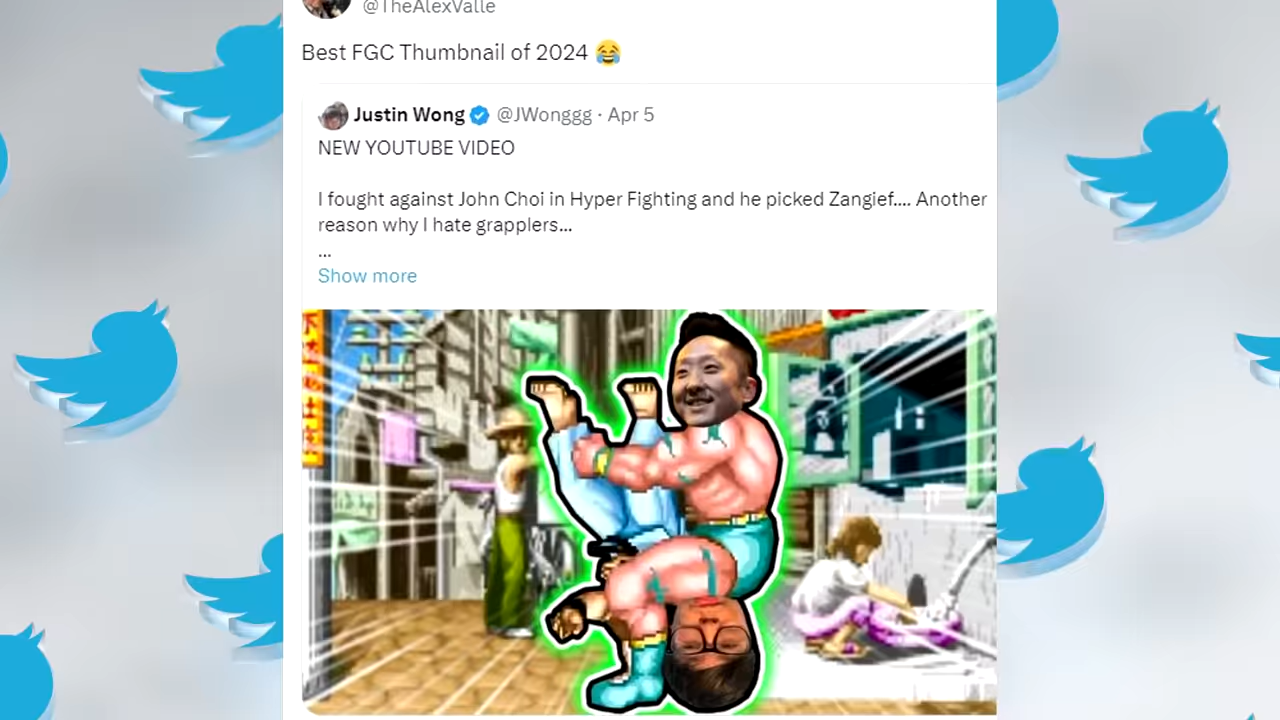 @TheAlexValle
Best FGC Thumbnail of 2024 😂
Justin Wong @JWonggg · Apr 5
NEW YOUTUBE VIDEO
I fought against John Choi in Hyper Fighting and he picked Zangief.... Another
reason why I hate grapplers...
...
Show more